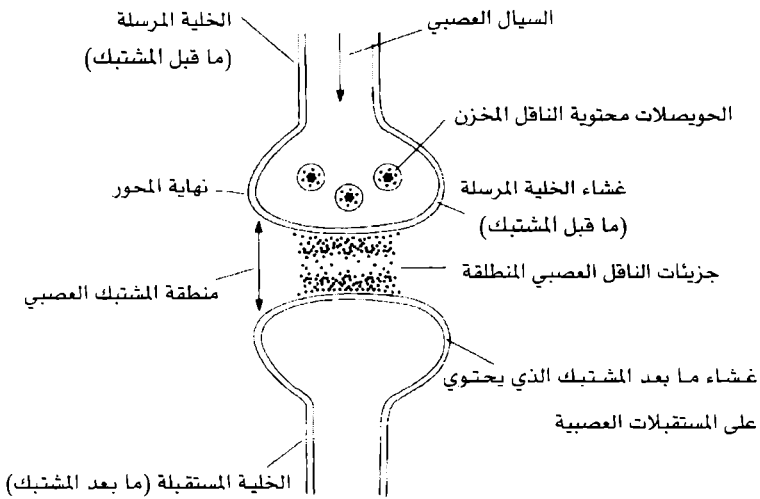 الخلية المرسلة
(ما قبل المشتبك)
السيال العصبي
الحويصلات محتوية الناقل المخزن
نهاية المحور
غشاء الخلية المرسلة
(ما قبل المشتبك)
جزيئات الناقل العصبي المنطلقة
منطقة المشتبك العصبي
غشاء ما بعد المشتبك الذي يحتوي
على المستقبلات العصبية
الخلية المستقبلة (ما بعد المشتبك)